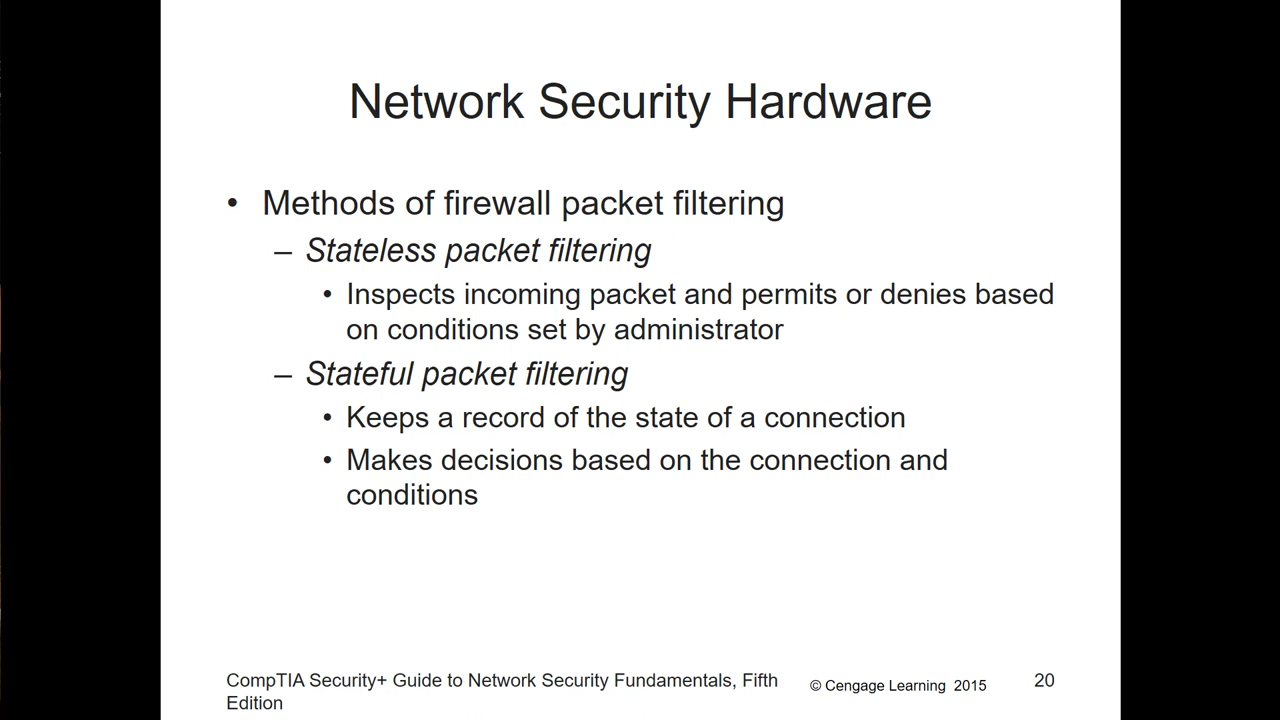 Network Security Hardware
• Methods of firewall packet filtering
– Stateless packet filtering
• Inspects incoming packet and permits or denies based
on conditions set by administrator
– Stateful packet filtering
• Keeps a record of the state of a connection
• Makes decisions based on the connection and
conditions
CompTIA Security+ Guide to Network Security Fundamentals, Fifth
Edition
© Cengage Learning 2015
20